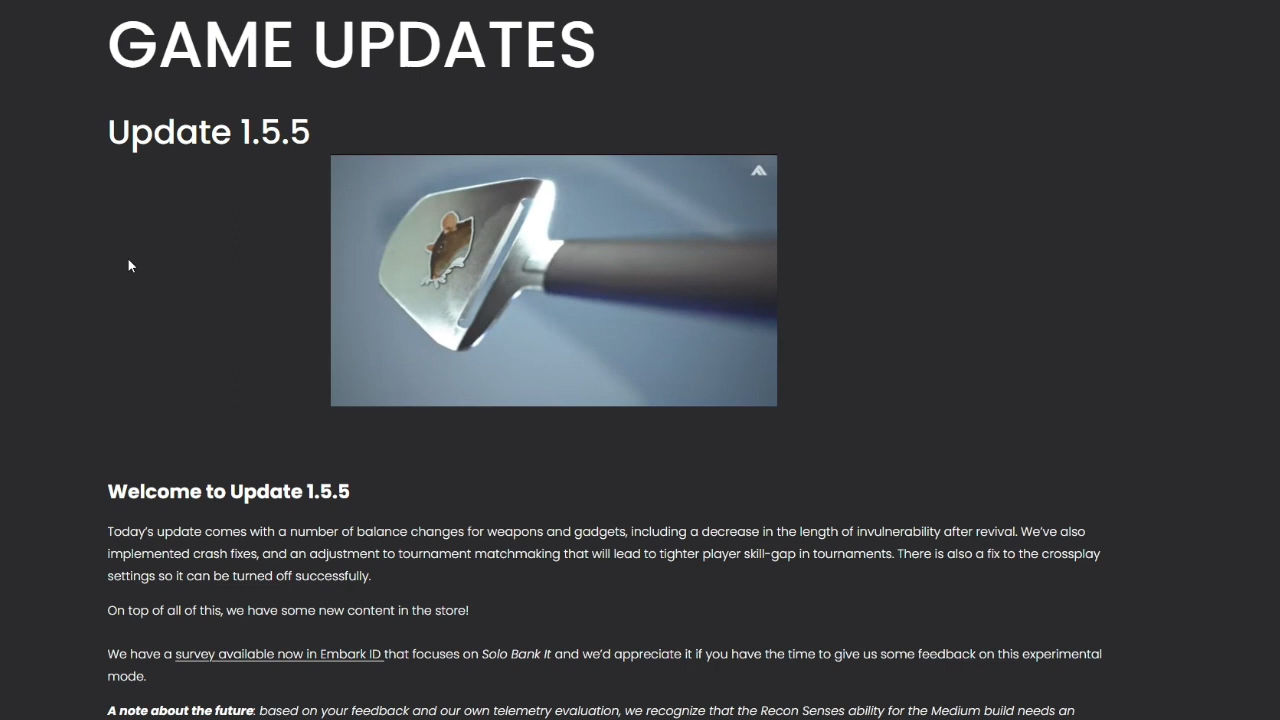 GAME UPDATES
Update 1.5.5
Welcome to Update 1.5.5
Today's update comes with a number of balance changes for weapons and gadgets, including a decrease in the length of invulnerability after revival. We've also
implemented crash fixes, and an adjustment to tournament matchmaking that will lead to tighter player skill-gap in tournaments. There is also a fix to the crossplay
settings so it can be turned off successfully.
On top of all of this, we have some new content in the store!
We have a survey available now in Embark ID that focuses on Solo Bank It and we'd appreciate it if you have the time to give us some feedback on this experimental
mode.
A note about the future: based on your feedback and our own telemetry evaluation, we recognize that the Recon Senses ability for the Medium build needs an